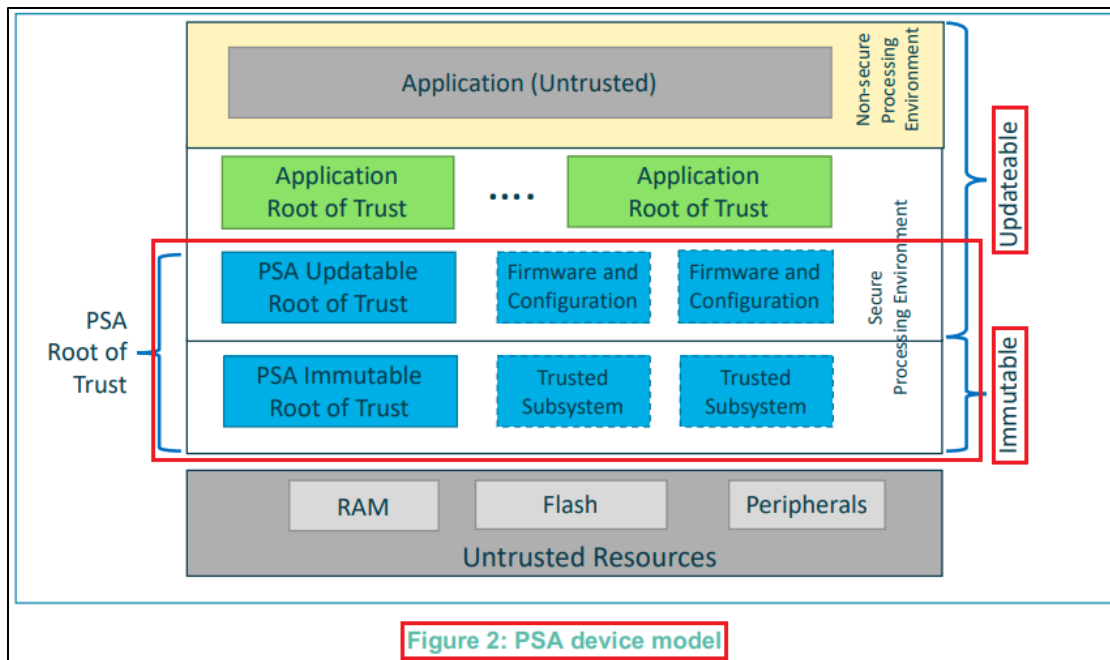 Application (Untrusted)
Non-secure
Processing
Environment
Updateable
Application
Root of Trust
....
Application
Root of Trust
PSA Updatable
Root of Trust
Firmware and
Configuration
Firmware and
Configuration
Secure
Processing Environment
PSA
Root of
Trust
PSA Immutable
Root of Trust
Trusted
Subsystem
Trusted
Subsystem
Immutable
RAM
Flash
Peripherals
Untrusted Resources
Figure 2: PSA device model